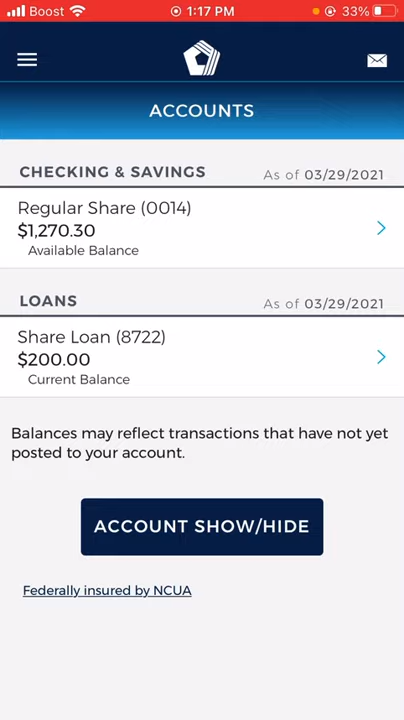 Boost 1:17 PM 33%
ACCOUNTS
CHECKING & SAVINGS As of 03/29/2021
Regular Share (0014)
$1,270.30
Available Balance
LOANS As of 03/29/2021
Share Loan (8722)
$200.00
Current Balance
Balances may reflect transactions that have not yet
posted to your account.
ACCOUNT SHOW/HIDE
Federally insured by NCUA